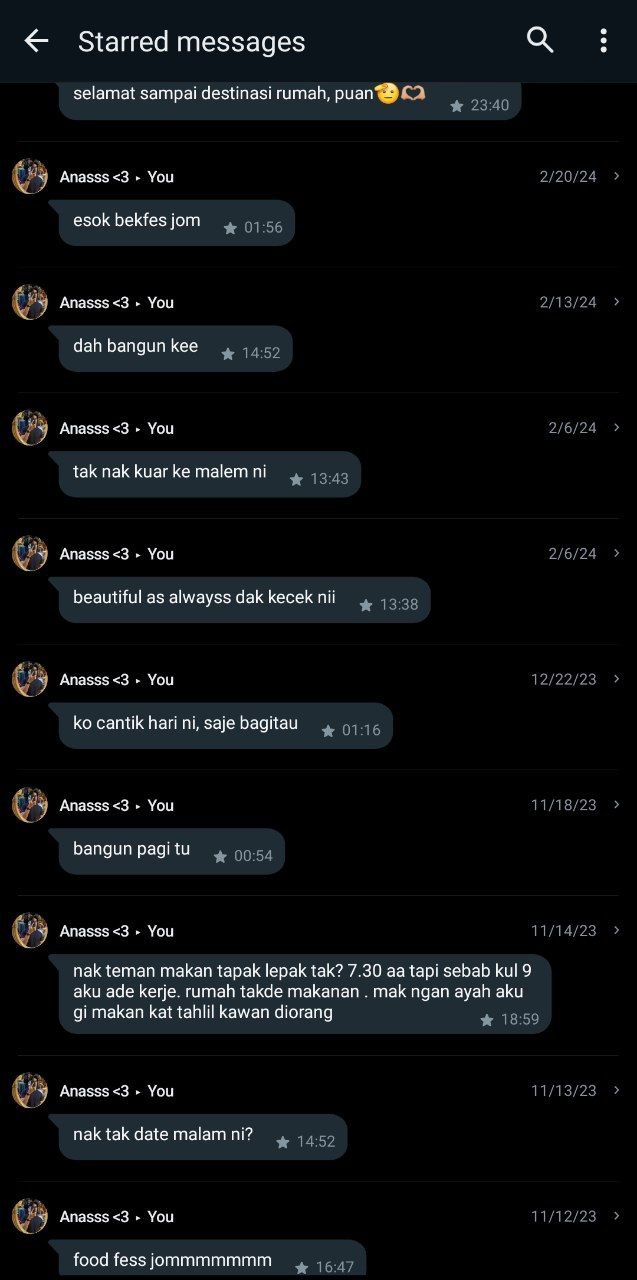 Starred messages
selamat sampai destinasi rumah, puan🫡🫶🏼
23:40
Anasss <3 ▸ You
2/20/24
esok bekfes jom
01:56
Anasss <3 ▸ You
2/13/24
dah bangun kee
14:52
Anasss <3 ▸ You
2/6/24
tak nak kuar ke malem ni
13:43
Anasss <3 ▸ You
2/6/24
beautiful as alwayss dak kecek nii
13:38
Anasss <3 ▸ You
12/22/23
ko cantik hari ni, saje bagitau
01:16
Anasss <3 ▸ You
11/18/23
bangun pagi tu
00:54
Anasss <3 ▸ You
11/14/23
nak teman makan tapak lepak tak? 7.30 aa tapi sebab kul 9
aku ade kerje. rumah takde makanan . mak ngan ayah aku
gi makan kat tahlil kawan diorang
18:59
Anasss <3 ▸ You
11/13/23
nak tak date malam ni?
14:52
Anasss <3 ▸ You
11/12/23
food fess jommmmmmm
16:47